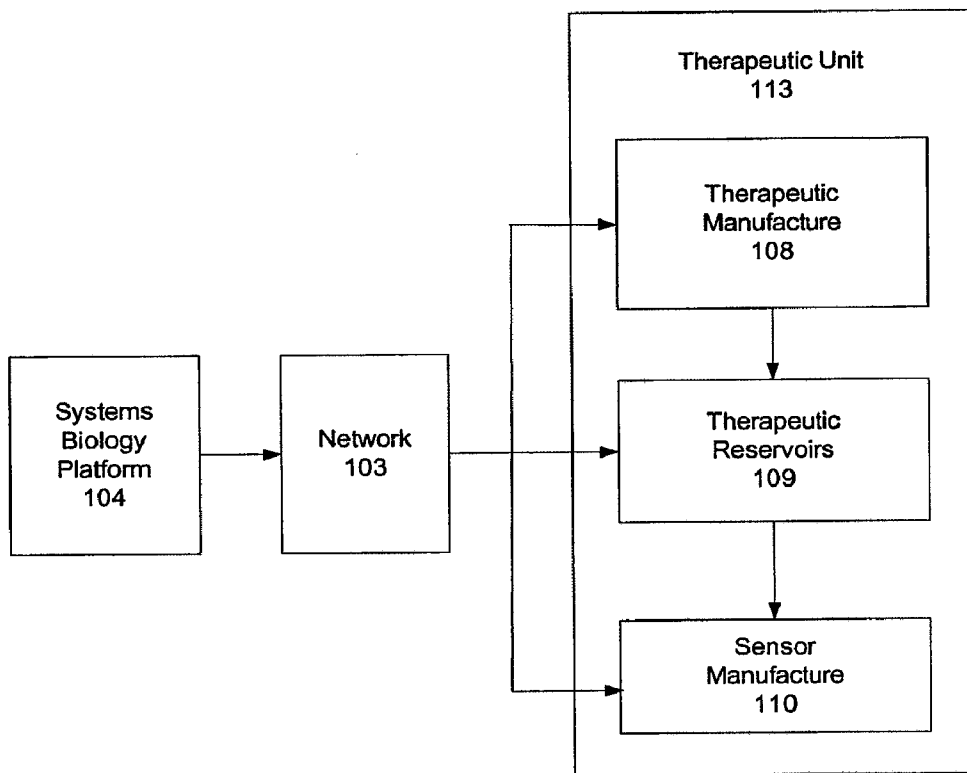 Therapeutic Unit
113
Therapeutic
Manufacture
108
Systems
Biology
Platform
104
Network
103
Therapeutic
Reservoirs
109
Sensor
Manufacture
110